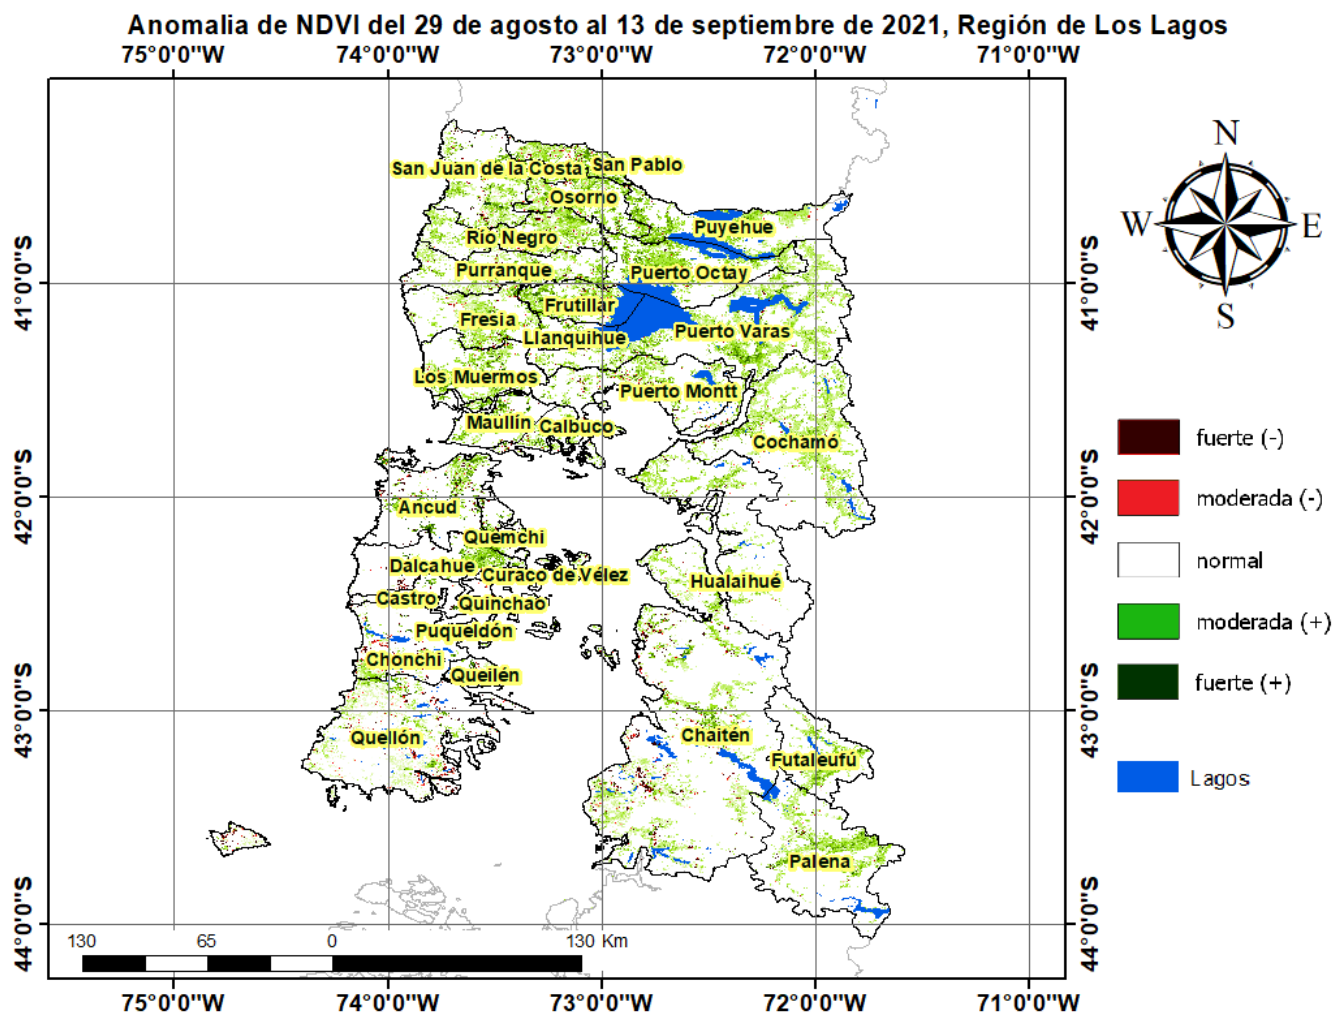 Anomalia de NDVI del 29 de agosto al 13 de septiembre de 2021, Región de Los Lagos
75°0'0"W 74°0'0"W 73°0'0"W 72°0'0"W 71°0'0"W
N
W E
S
San Juan de la Costa San Pablo
Osorno
Puyehue
Río Negro
Purranque Puerto Octay
41°0'0"S 41°0'0"S
Frutillar
Fresia
Llanquihue Puerto Varas
Los Muermos
Puerto Montt
Maullín Calbuco
Cochamó
fuerte (-)
moderada (-)
42°0'0"S 42°0'0"S
Ancud
Quemchi
normal
Dalcahue
Curaco de Vélez Hualaihué
Castro
Quinchao
moderada (+)
Puqueldón
Chonchi
Queilén
fuerte (+)
43°0'0"S 43°0'0"S
Quellón Chaitén
Futaleufú
Lagos
Palena
44°0'0"S 44°0'0"S
130 65 0 130 Km
75°0'0"W 74°0'0"W 73°0'0"W 72°0'0"W 71°0'0"W